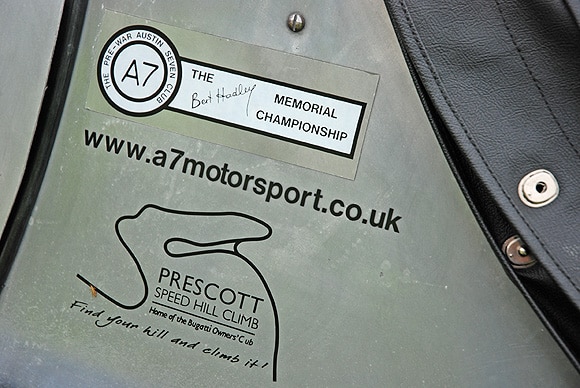 THE PRE-WAR AUSTIN SEVEN CLUB
A7
THE
Bert Hadley
MEMORIAL
CHAMPIONSHIP
www.a7motorsport.co.uk
PRESCOTT
SPEED HILL CLIMB
Home of the Bugatti Owners' Club
Find your hill and climb it!